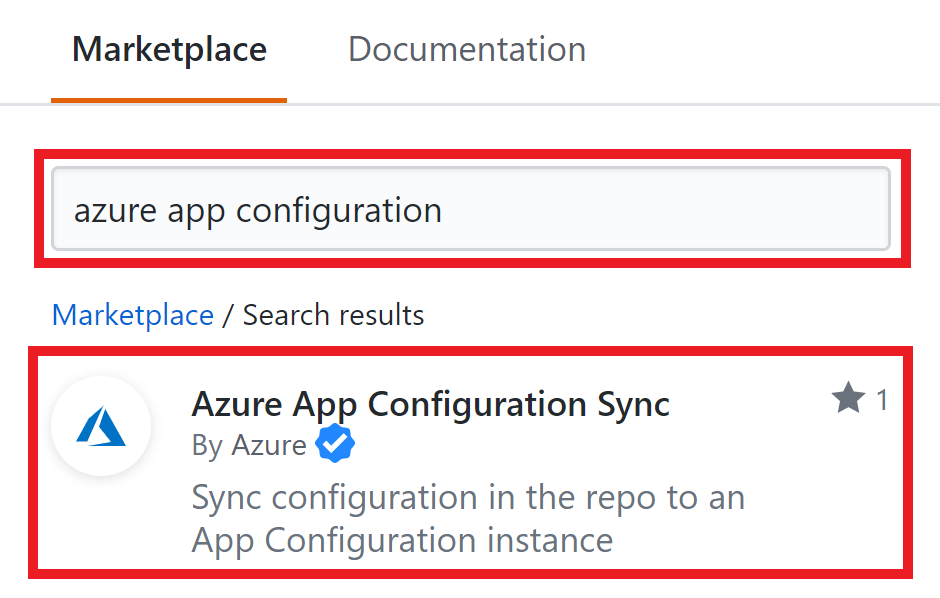 Marketplace Documentation
azure app configuration
Marketplace / Search results
Azure App Configuration Sync 1
By Azure
Sync configuration in the repo to an
App Configuration instance